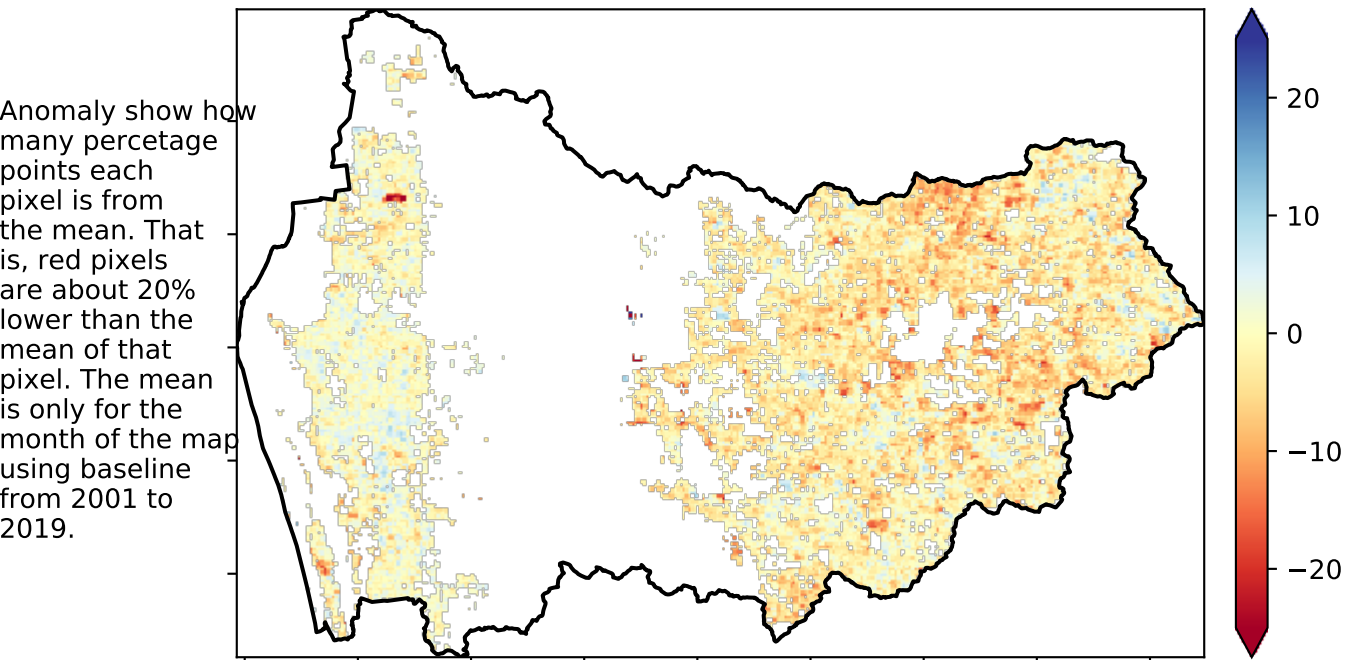 Anomaly show how
many percetage
points each
pixel is from
the mean. That
is, red pixels
are about 20%
lower than the
mean of that
pixel. The mean
is only for the
month of the map
using baseline
from 2001 to
2019.
20
10
0
−10
−20